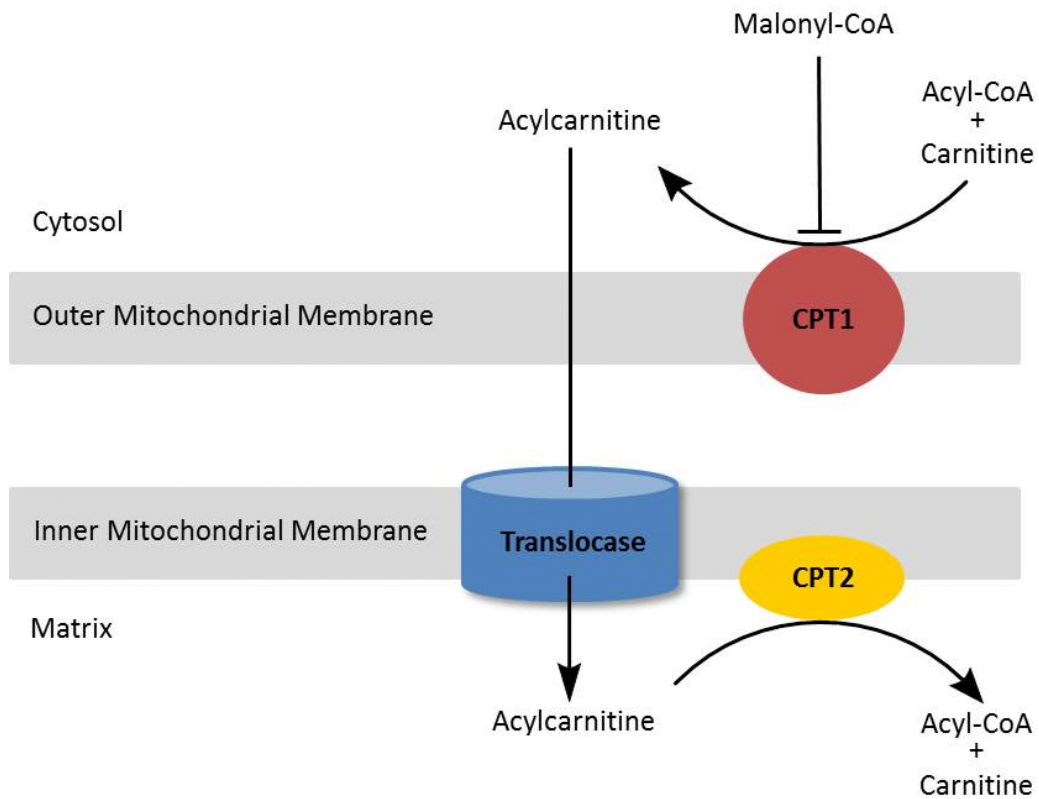 Malonyl-CoA
Acyl-CoA
+
Carnitine
Acylcarnitine
Cytosol
Outer Mitochondrial Membrane
CPT1
Inner Mitochondrial Membrane
Translocase
CPT2
Matrix
Acylcarnitine
Acyl-CoA
+
Carnitine